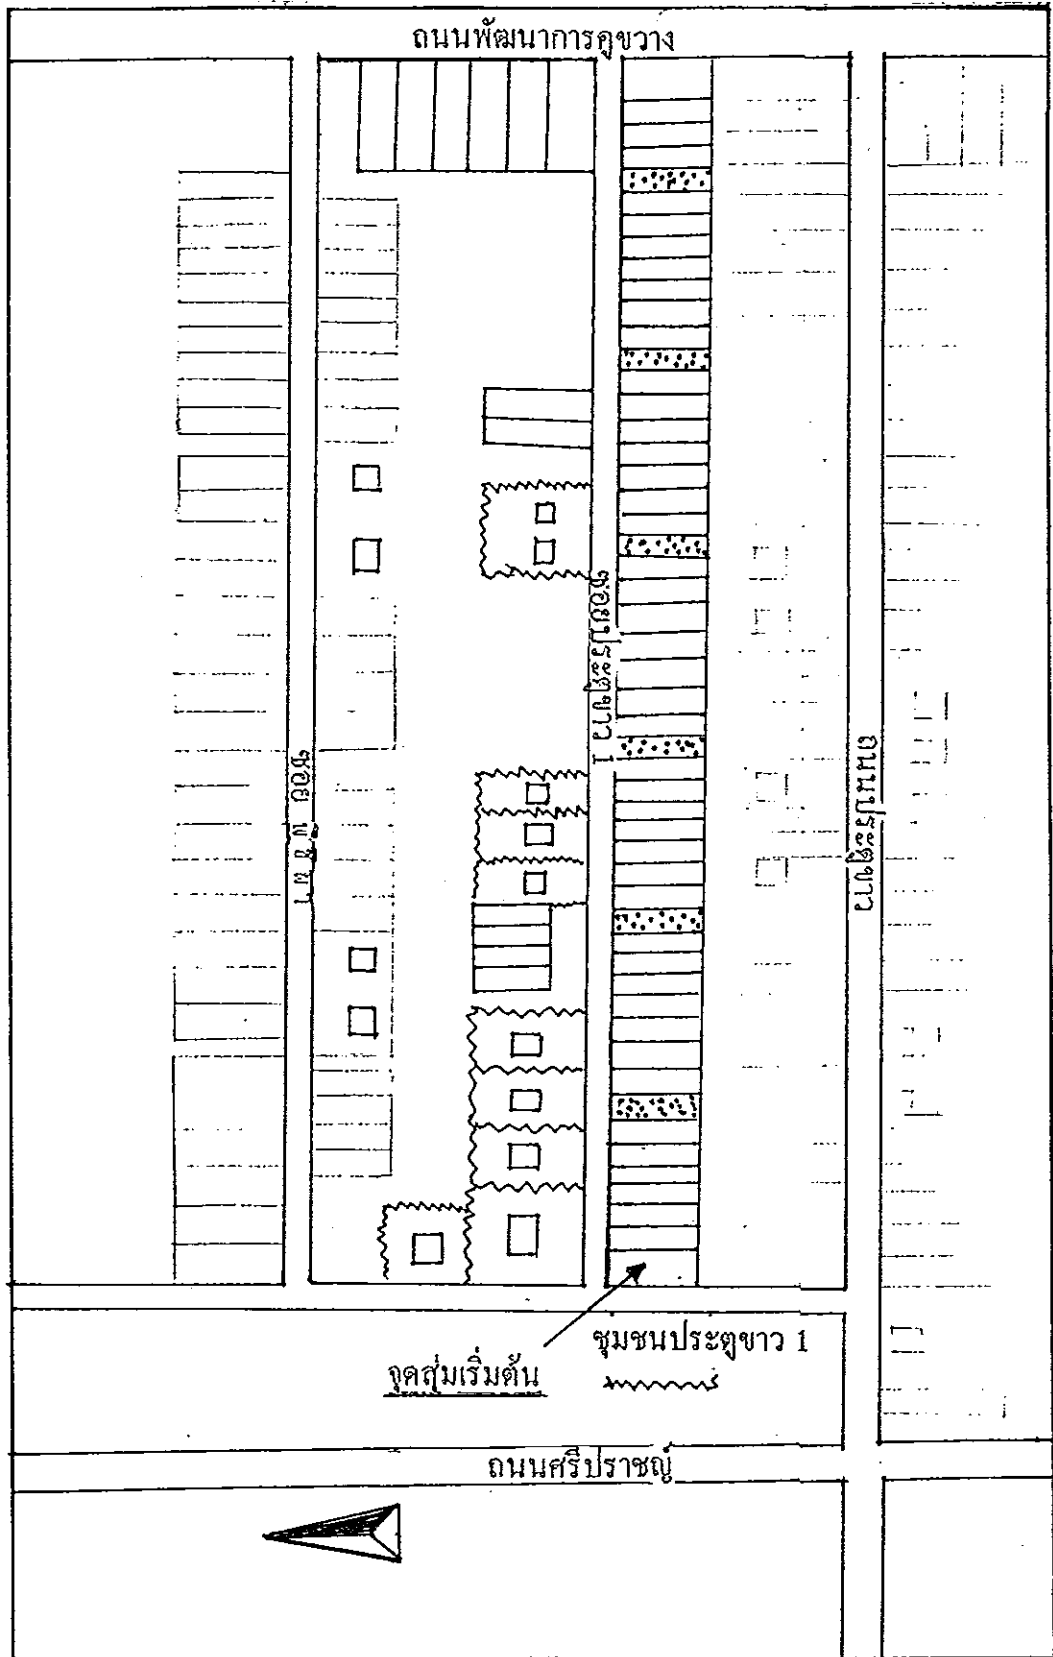 ถนนพัฒนาการคูขวาง
ซอยประตูขาว 1
ถนนประตูขาว
ซอย พ ชุมชนประตูขาว 1
จุดสุ่มเริ่มต้น
ถนนศรีปราชญ์